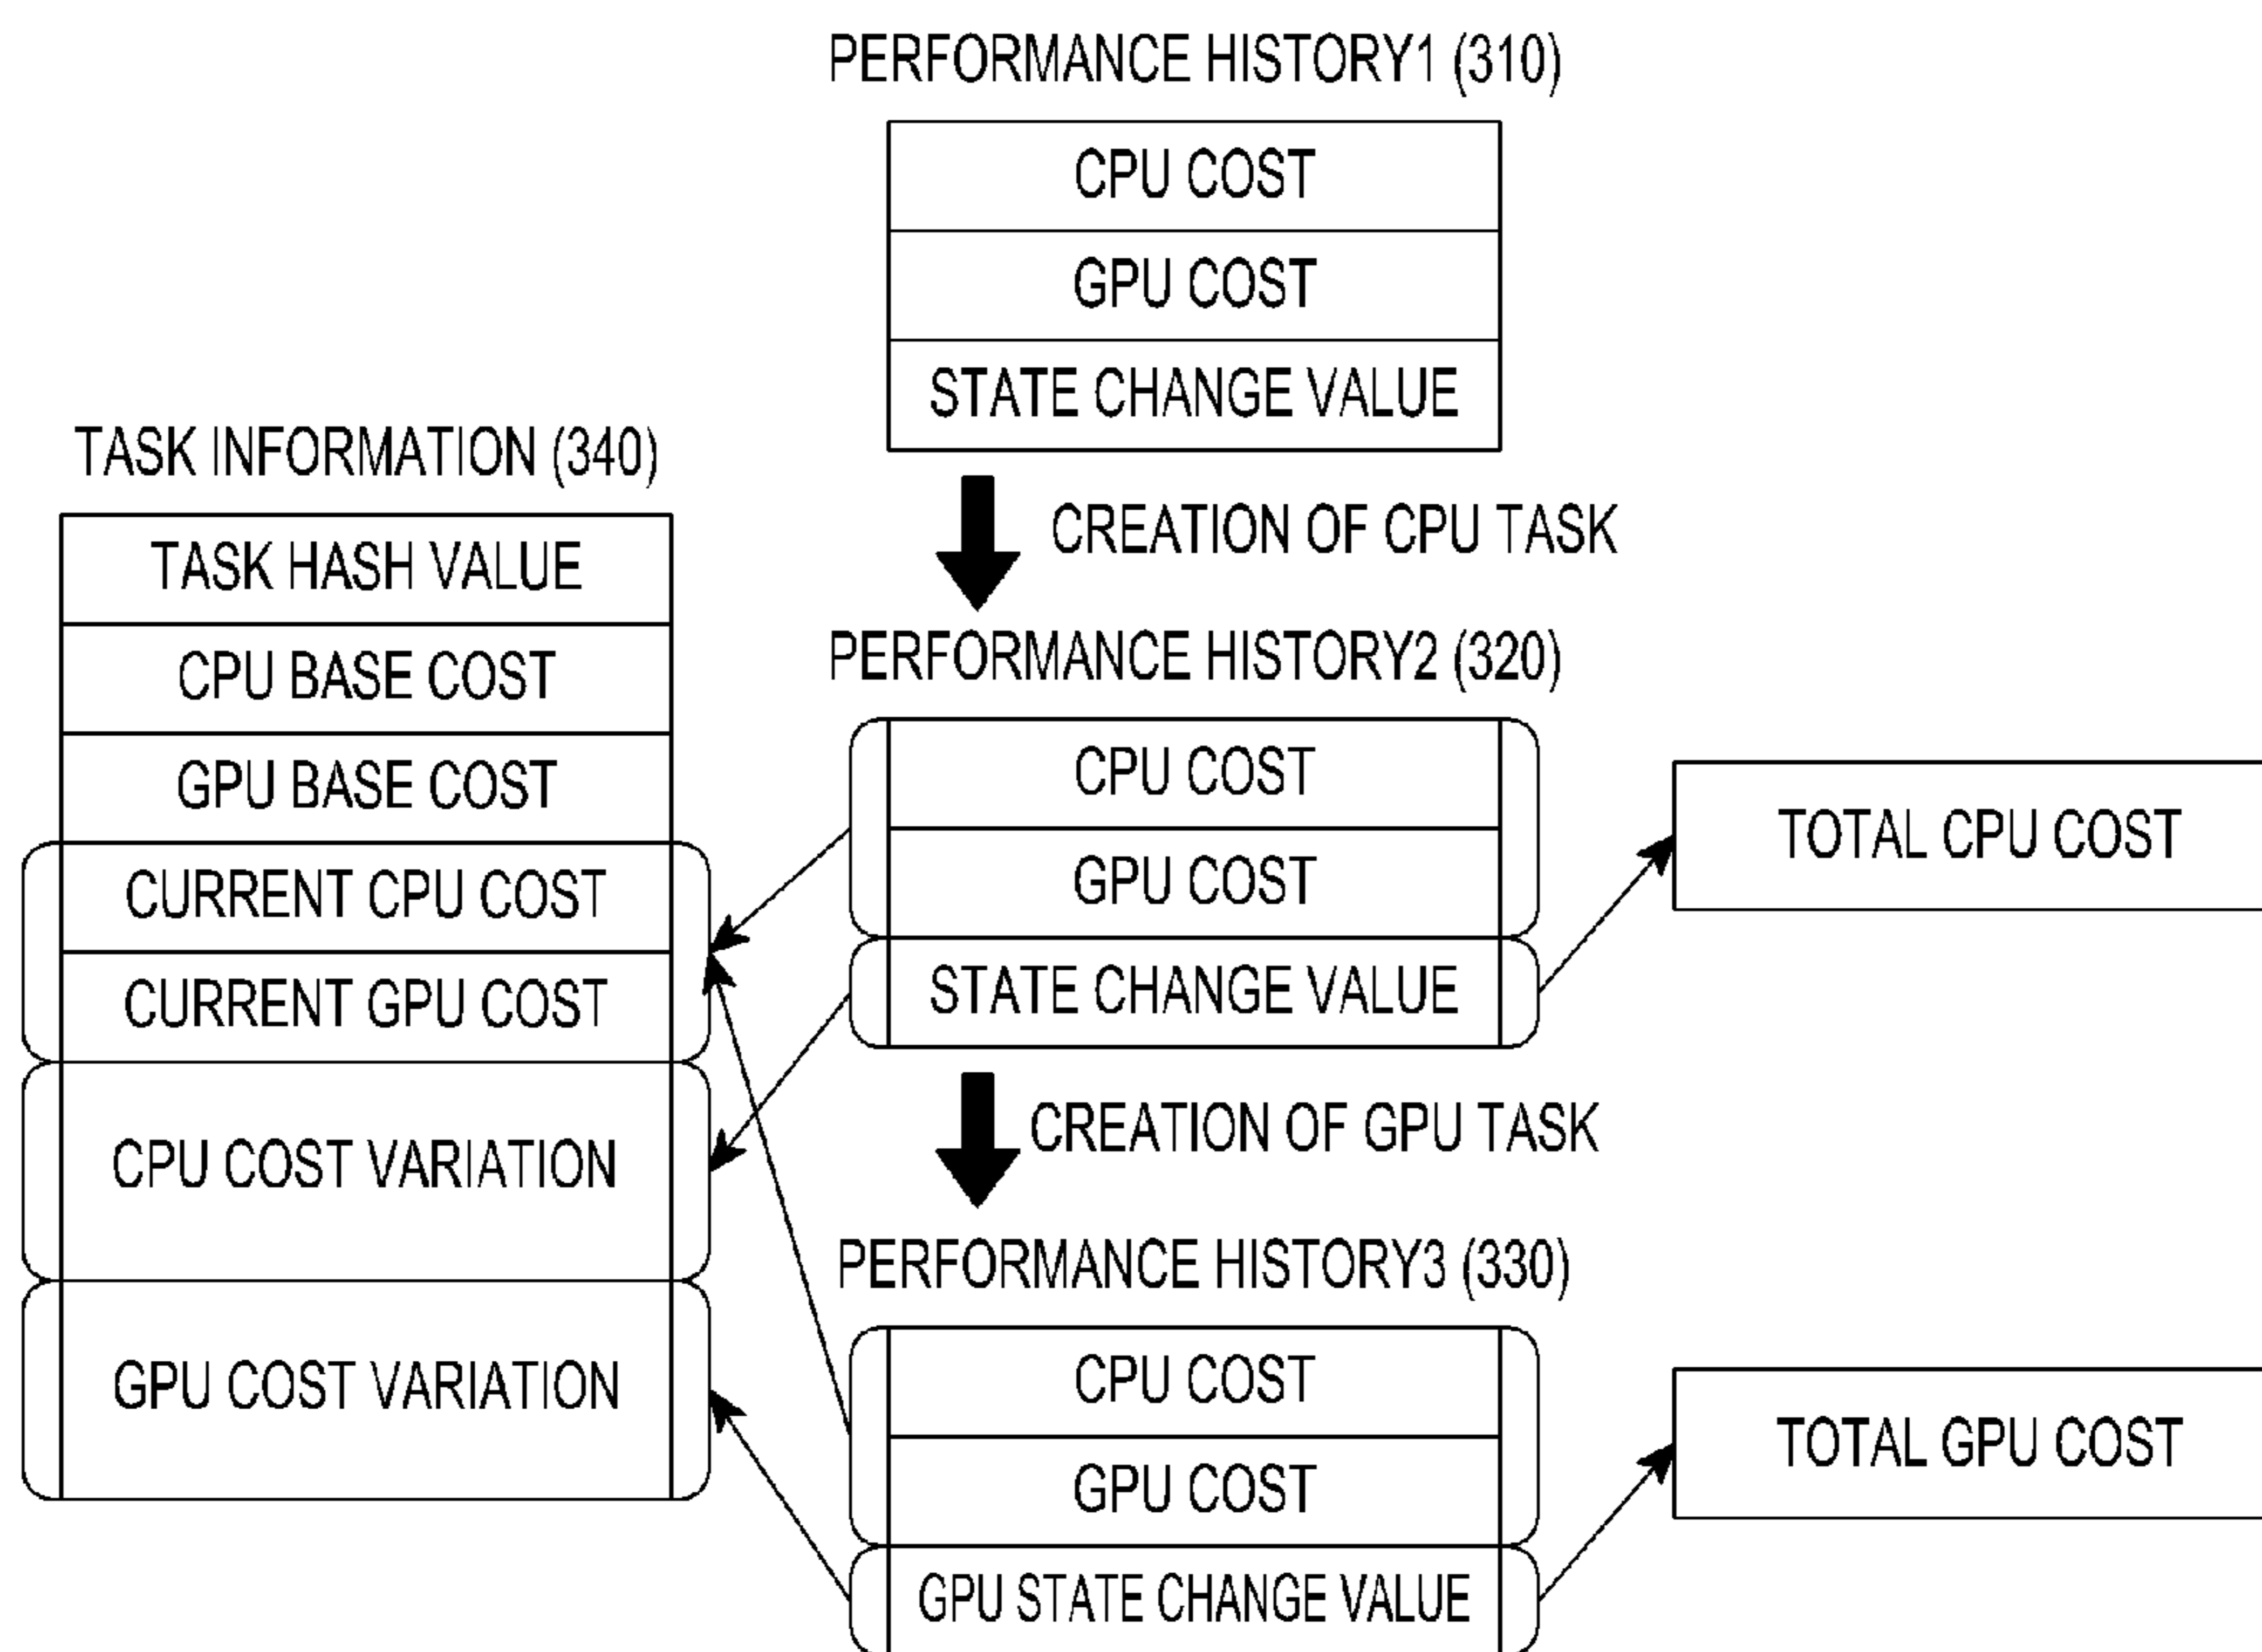 PERFORMANCE HISTORY1 (310)
CPU COST
GPU COST
STATE CHANGE VALUE
CREATION OF CPU TASK
TASK INFORMATION (340)
TASK HASH VALUE
CPU BASE COST
GPU BASE COST
CURRENT CPU COST
CURRENT GPU COST
CPU COST VARIATION
GPU COST VARIATION
PERFORMANCE HISTORY2 (320)
CPU COST
GPU COST
STATE CHANGE VALUE
TOTAL CPU COST
CREATION OF GPU TASK
PERFORMANCE HISTORY3 (330)
CPU COST
GPU COST
GPU STATE CHANGE VALUE
TOTAL GPU COST